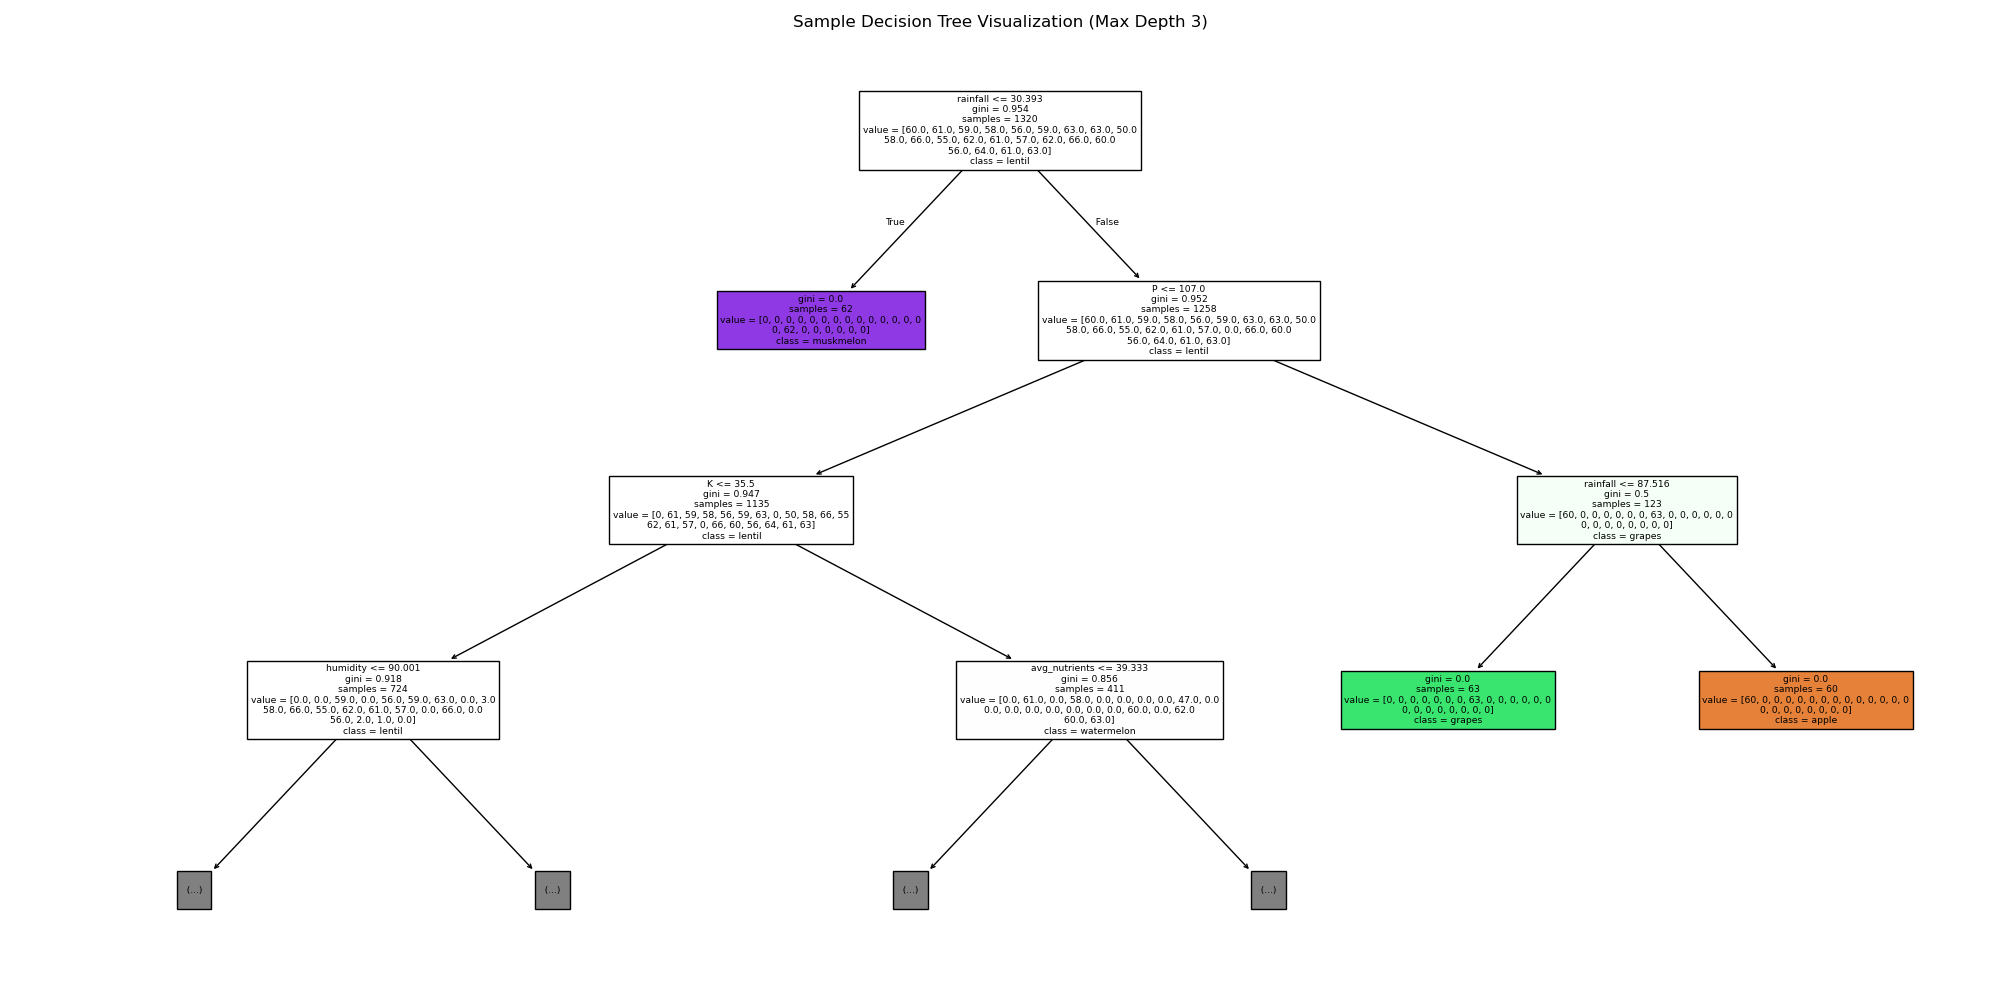 Sample Decision Tree Visualization (Max Depth 3)
rainfall <= 30.393
gini = 0.954
samples = 1320
value = [60.0, 61.0, 59.0, 58.0, 56.0, 59.0, 63.0, 63.0, 50.0
58.0, 66.0, 55.0, 62.0, 61.0, 57.0, 62.0, 66.0, 60.0
56.0, 64.0, 61.0, 63.0]
class = lentil
True
False
gini = 0.0
samples = 62
value = [0, 0, 0, 0, 0, 0, 0, 0, 0, 0, 0, 0, 0, 0
0, 62, 0, 0, 0, 0, 0, 0]
class = muskmelon
P <= 107.0
gini = 0.952
samples = 1258
value = [60.0, 61.0, 59.0, 58.0, 56.0, 59.0, 63.0, 63.0, 50.0
58.0, 66.0, 55.0, 62.0, 61.0, 57.0, 0.0, 66.0, 60.0
56.0, 64.0, 61.0, 63.0]
class = lentil
K <= 35.5
gini = 0.947
samples = 1135
value = [0, 61, 59, 58, 56, 59, 63, 0, 50, 58, 66, 55
62, 61, 57, 0, 66, 60, 56, 64, 61, 63]
class = lentil
rainfall <= 87.516
gini = 0.5
samples = 123
value = [60, 0, 0, 0, 0, 0, 0, 63, 0, 0, 0, 0, 0, 0
0, 0, 0, 0, 0, 0, 0, 0]
class = grapes
humidity <= 90.001
gini = 0.918
samples = 724
value = [0.0, 0.0, 59.0, 0.0, 56.0, 59.0, 63.0, 0.0, 3.0
58.0, 66.0, 55.0, 62.0, 61.0, 57.0, 0.0, 66.0, 0.0
56.0, 2.0, 1.0, 0.0]
class = lentil
avg_nutrients <= 39.333
gini = 0.856
samples = 411
value = [0.0, 61.0, 0.0, 58.0, 0.0, 0.0, 0.0, 0.0, 47.0, 0.0
0.0, 0.0, 0.0, 0.0, 0.0, 0.0, 0.0, 60.0, 0.0, 62.0
60.0, 63.0]
class = watermelon
gini = 0.0
samples = 63
value = [0, 0, 0, 0, 0, 0, 0, 63, 0, 0, 0, 0, 0, 0
0, 0, 0, 0, 0, 0, 0, 0]
class = grapes
gini = 0.0
samples = 60
value = [60, 0, 0, 0, 0, 0, 0, 0, 0, 0, 0, 0, 0, 0
0, 0, 0, 0, 0, 0, 0, 0]
class = apple
(...)
(...)
(...)
(...)